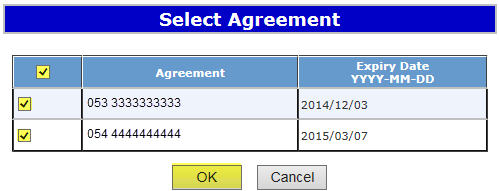 Select Agreement
Agreement
Expiry Date
YYYY-MM-DD
053 3333333333
2014/12/03
054 4444444444
2015/03/07
OK
Cancel